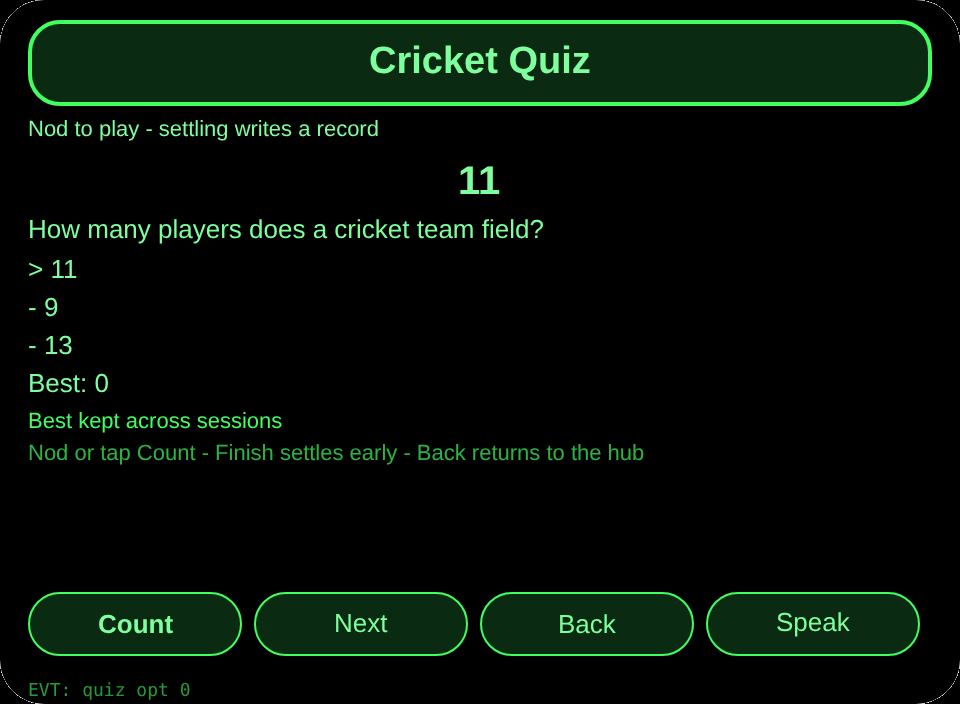 Cricket Quiz
Nod to play - settling writes a record
11
How many players does a cricket team field?
> 11
- 9
- 13
Best: 0
Best kept across sessions
Nod or tap Count - Finish settles early - Back returns to the hub
Count Next Back Speak
EVT: quiz opt 0